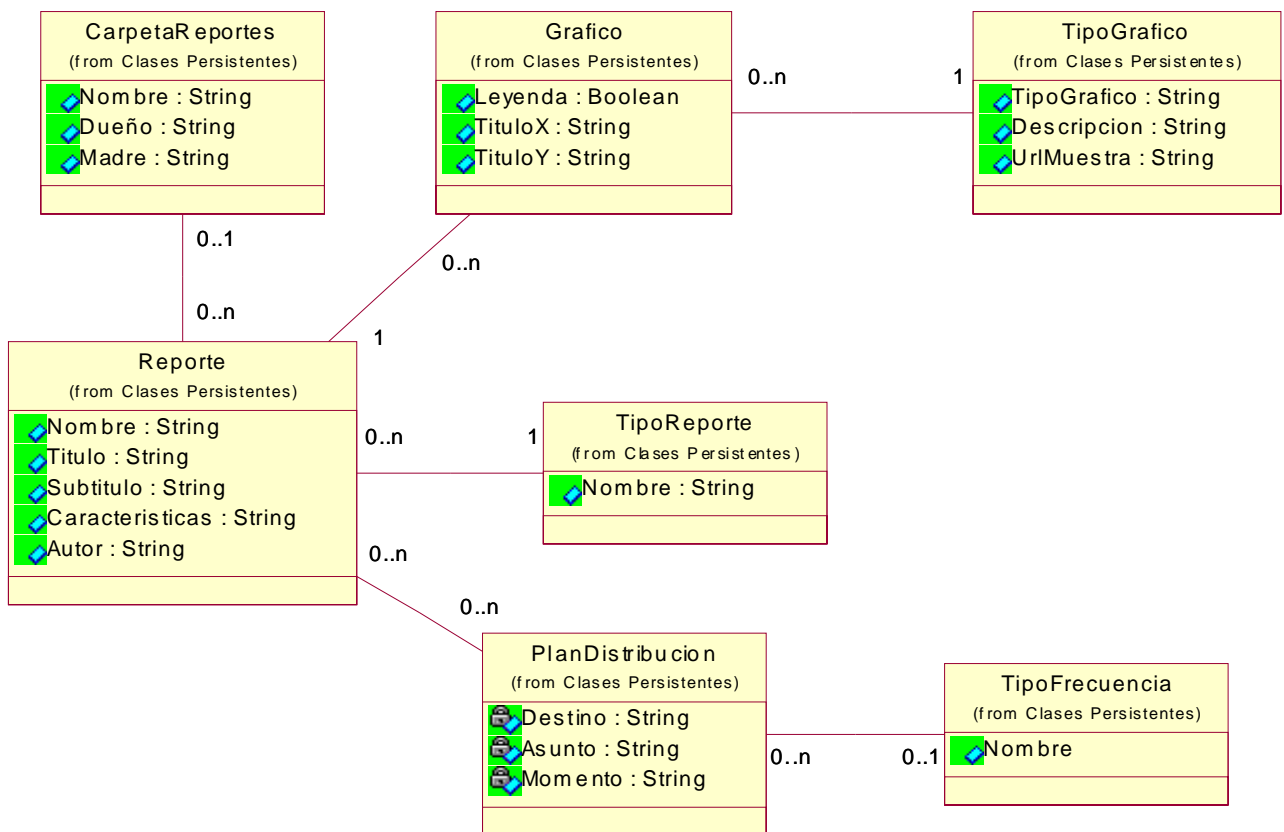 CarpetaReportes
(from Clases Persistentes)
Nombre : String
Dueño : String
Madre : String
Grafico
(from Clases Persistentes)
Leyenda : Boolean
TituloX : String
TituloY : String
TipoGrafico
(from Clases Persistentes)
TipoGrafico : String
Descripcion : String
UrlMuestra : String
0..n
1
0..1
0..n
0..n
1
Reporte
(from Clases Persistentes)
Nombre : String
Titulo : String
Subtitulo : String
Caracteristicas : String
Autor : String
0..n
1
TipoReporte
(from Clases Persistentes)
Nombre : String
0..n
0..n
PlanDistribucion
(from Clases Persistentes)
Destino : String
Asunto : String
Momento : String
0..n
0..1
TipoFrecuencia
(from Clases Persistentes)
Nombre